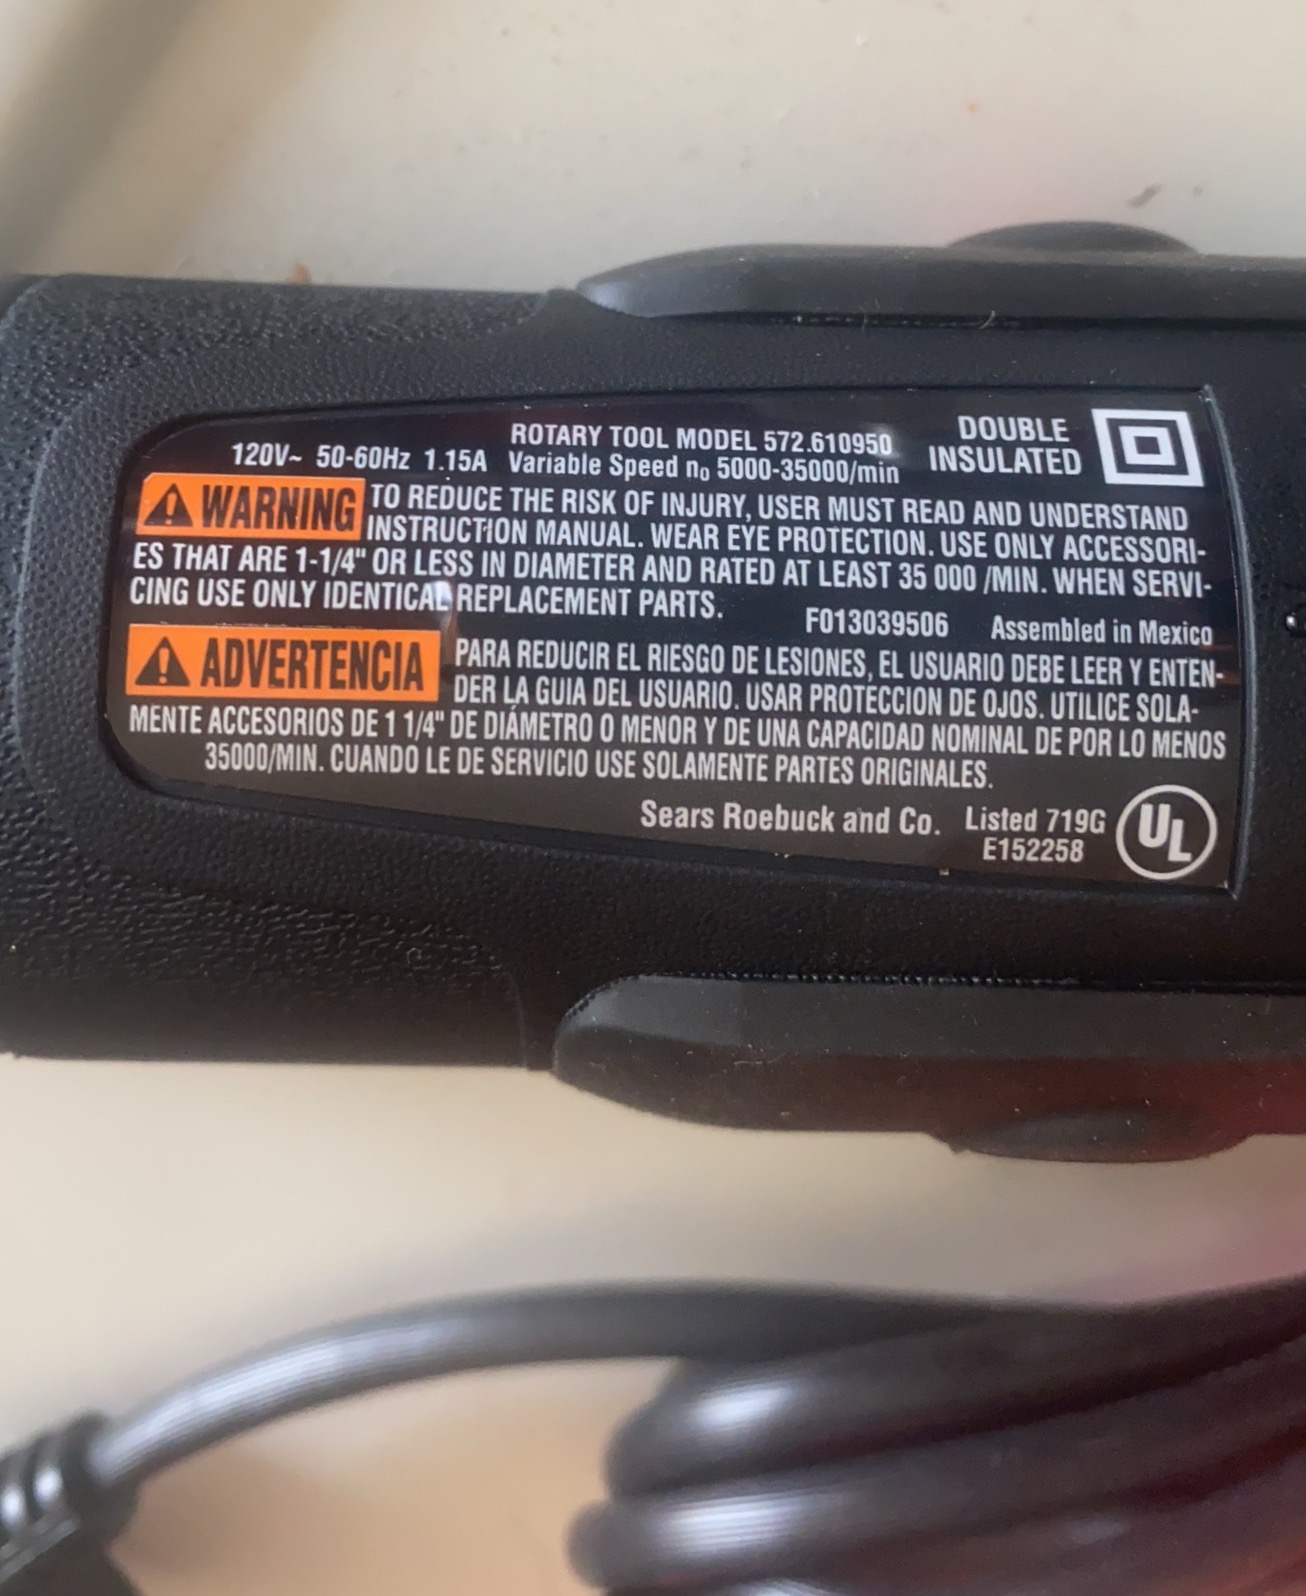 ROTARY TOOL MODEL 572.610950
120V~ 50-60Hz 1.15A Variable Speed n₀ 5000-35000/min
DOUBLE
INSULATED
WARNING TO REDUCE THE RISK OF INJURY, USER MUST READ AND UNDERSTAND
INSTRUCTION MANUAL. WEAR EYE PROTECTION. USE ONLY ACCESSORI-
ES THAT ARE 1-1/4" OR LESS IN DIAMETER AND RATED AT LEAST 35 000 /MIN. WHEN SERVI-
CING USE ONLY IDENTICAL REPLACEMENT PARTS.
F013039506 Assembled in Mexico
ADVERTENCIA PARA REDUCIR EL RIESGO DE LESIONES, EL USUARIO DEBE LEER Y ENTEN-
DER LA GUIA DEL USUARIO. USAR PROTECCION DE OJOS. UTILICE SOLA-
MENTE ACCESORIOS DE 1 1/4" DE DIÁMETRO O MENOR Y DE UNA CAPACIDAD NOMINAL DE POR LO MENOS
35000/MIN. CUANDO LE DE SERVICIO USE SOLAMENTE PARTES ORIGINALES.
Sears Roebuck and Co. Listed 719G
E152258
UL